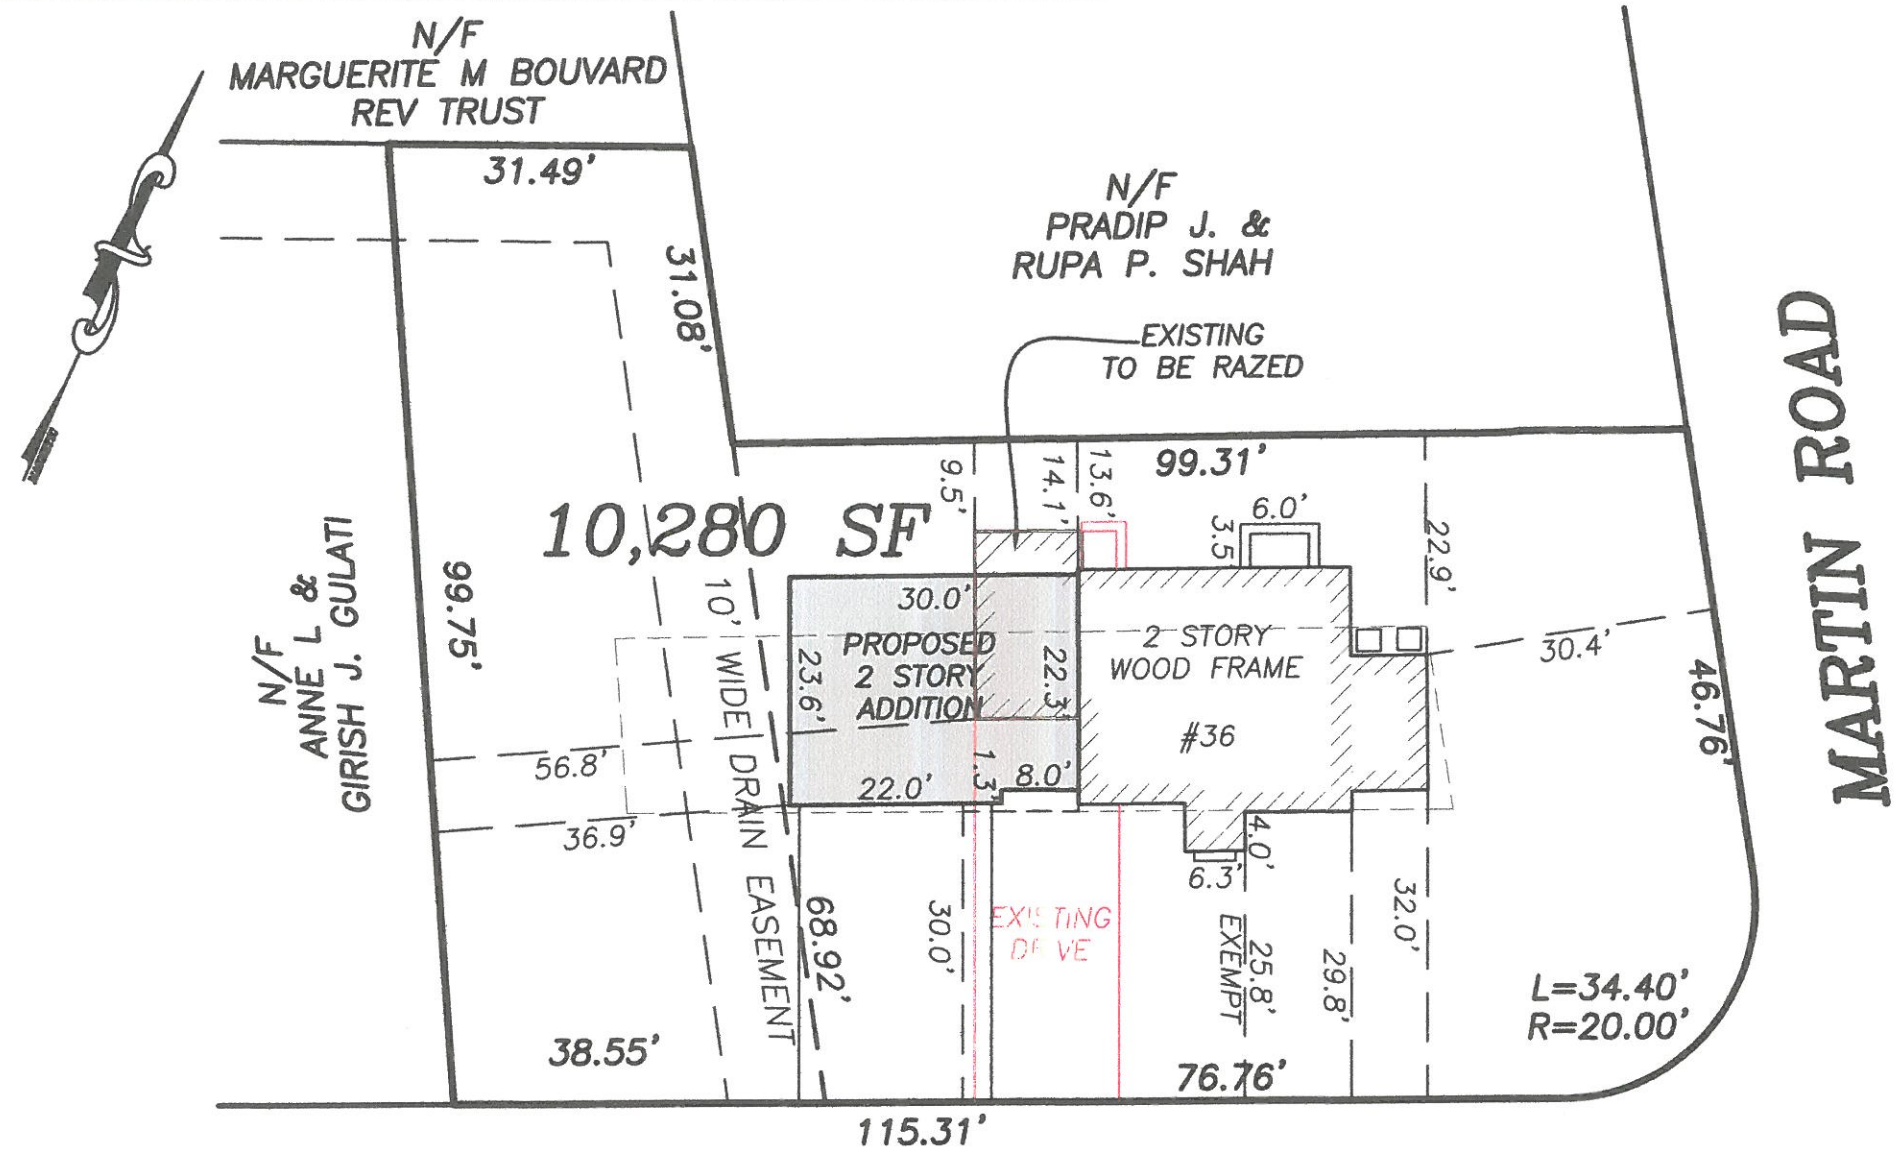 N/F
MARGUERITE M BOUVARD
REV TRUST
31.49'
31.08'
N/F
PRADIP J. &
RUPA P. SHAH
EXISTING
TO BE RAZED
MARTIN ROAD
99.31'
9.5'
14.1'
13.6'
6.0'
3.5'
22.9'
10,280 SF
N/F
ANNE L &
GIRISH J. GULATI
99.75'
10' WIDE DRAIN EASEMENT
30.0'
PROPOSED
2 STORY
ADDITION
23.6'
22.3'
2 STORY
WOOD FRAME
#36
30.4'
46.76'
56.8'
22.0'
1.3'
8.0'
36.9'
4.0'
6.3'
68.92'
30.0'
EXISTING
DRIVE
25.8'
EXEMPT
29.8'
32.0'
L=34.40'
R=20.00'
38.55'
76.76'
115.31'